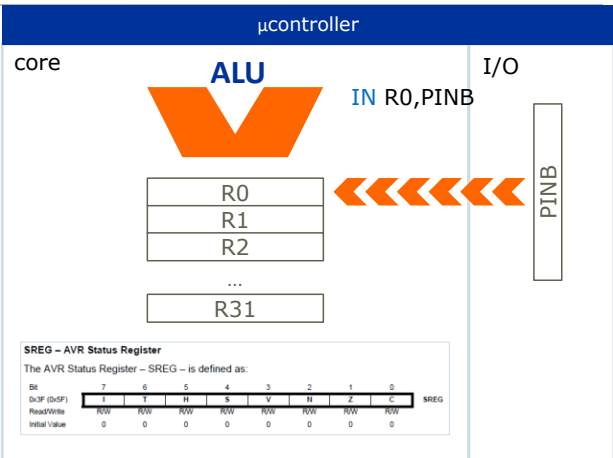 µcontroller
core
ALU
I/O
IN R0,PINB
PINB
R0
R1
R2
...
R31
SREG – AVR Status Register
The AVR Status Register – SREG – is defined as:
Bit 7 6 5 4 3 2 1 0
0x3F (0x5F) I T H S V N Z C SREG
Read/Write R/W R/W R/W R/W R/W R/W R/W R/W
Initial Value 0 0 0 0 0 0 0 0